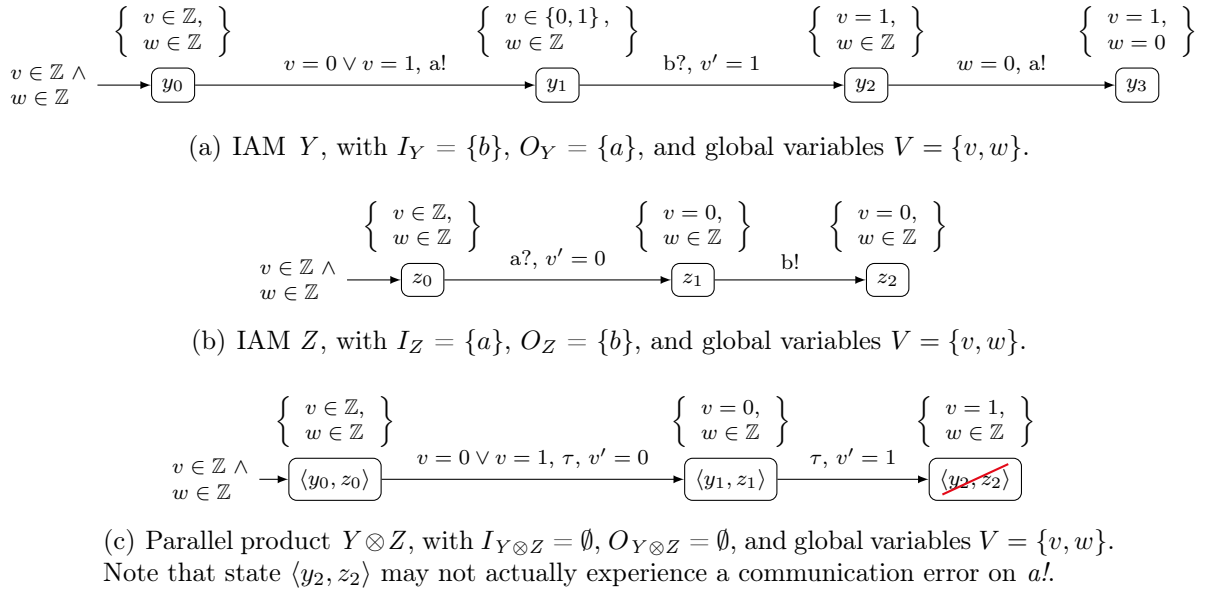 { v ∈ ℤ, w ∈ ℤ } { v ∈ {0, 1}, w ∈ ℤ } { v = 1, w ∈ ℤ } { v = 1, w = 0 }
v ∈ ℤ ∧ w ∈ ℤ y₀ v = 0 ∨ v = 1, a! y₁ b?, v′ = 1 y₂ w = 0, a! y₃
(a) IAM Y, with I_Y = {b}, O_Y = {a}, and global variables V = {v, w}.
{ v ∈ ℤ, w ∈ ℤ } { v = 0, w ∈ ℤ } { v = 0, w ∈ ℤ }
v ∈ ℤ ∧ w ∈ ℤ z₀ a?, v′ = 0 z₁ b! z₂
(b) IAM Z, with I_Z = {a}, O_Z = {b}, and global variables V = {v, w}.
{ v ∈ ℤ, w ∈ ℤ } { v = 0, w ∈ ℤ } { v = 1, w ∈ ℤ }
v ∈ ℤ ∧ w ∈ ℤ ⟨y₀, z₀⟩ v = 0 ∨ v = 1, τ, v′ = 0 ⟨y₁, z₁⟩ τ, v′ = 1 ⟨y₂, z₂⟩
(c) Parallel product Y ⊗ Z, with I_{Y⊗Z} = ∅, O_{Y⊗Z} = ∅, and global variables V = {v, w}.
Note that state ⟨y₂, z₂⟩ may not actually experience a communication error on a!.